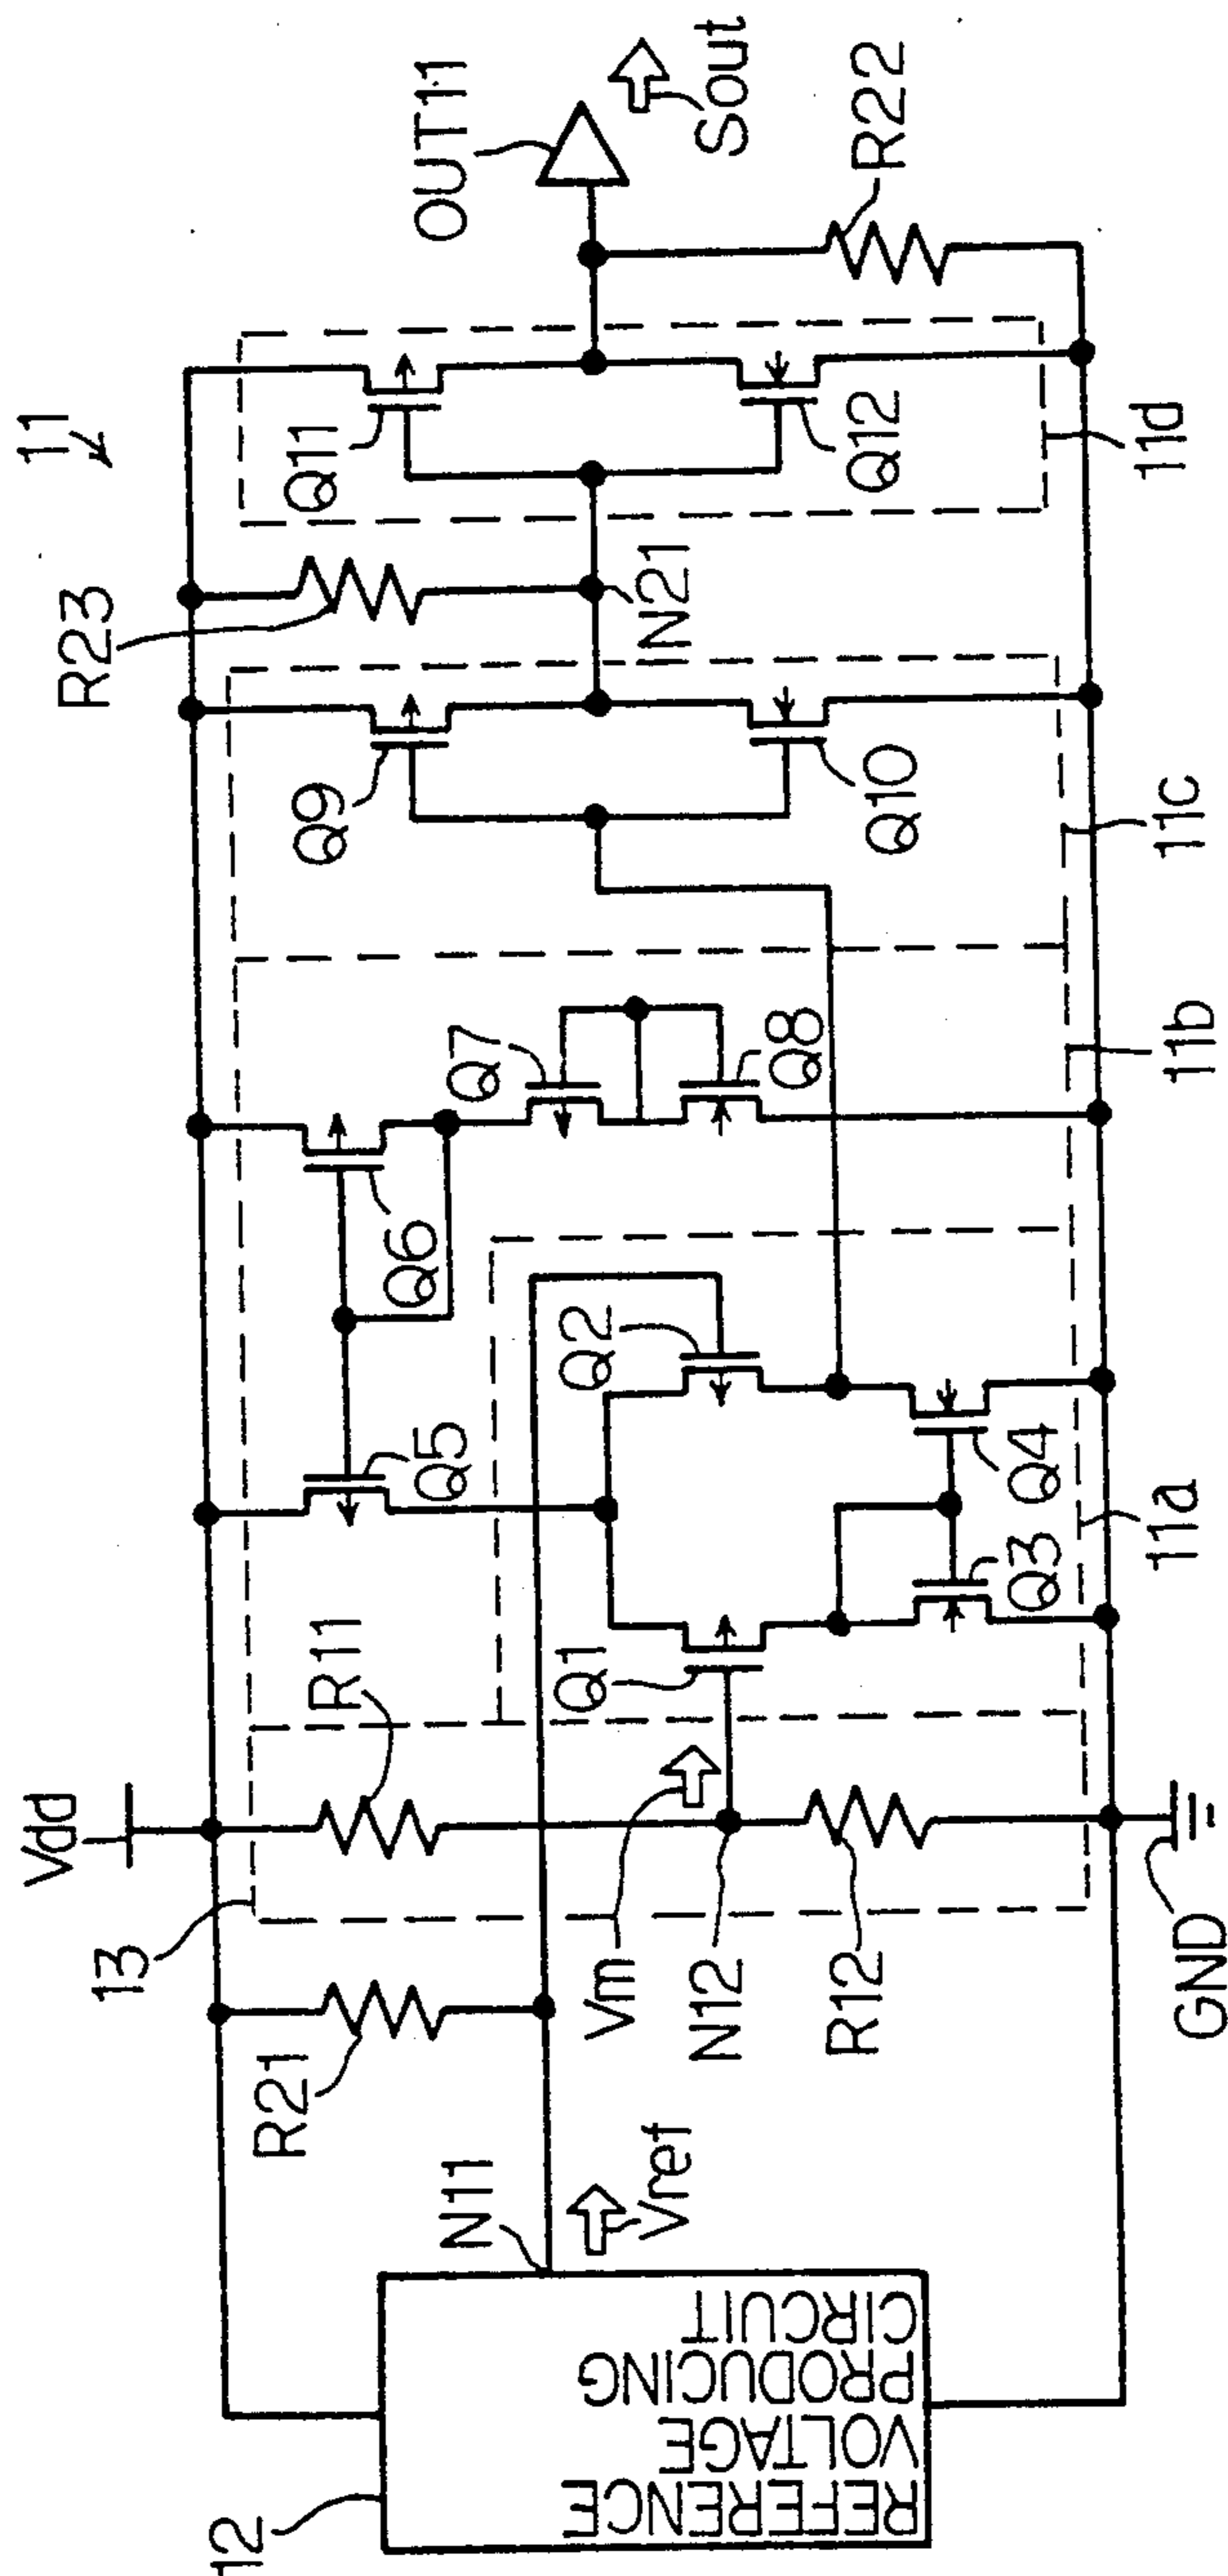 11
Vdd
13
R21
R11
Q5
Q6
Q7
Q8
Q9
R23
Q11
OUT11
Sout
R22
12
REFERENCE
VOLTAGE
PRODUCING
CIRCUIT
N11
Vref
Vm
N12
R12
Q1
Q2
Q3
Q4
Q10
N21
Q12
GND
11a
11b
11c
11d